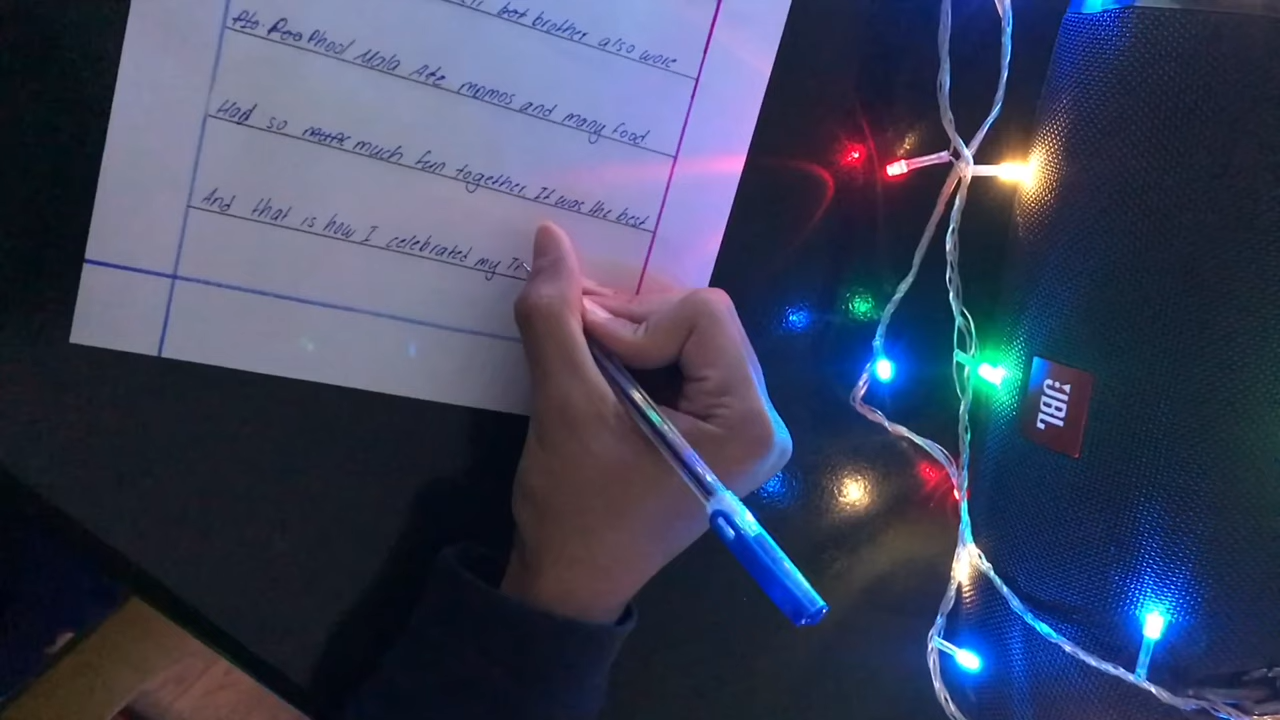 bot brother also wore
Phool Mala Ate momos and many food.
Had so much fun together. It was the best
And that is how I celebrated my
JBL